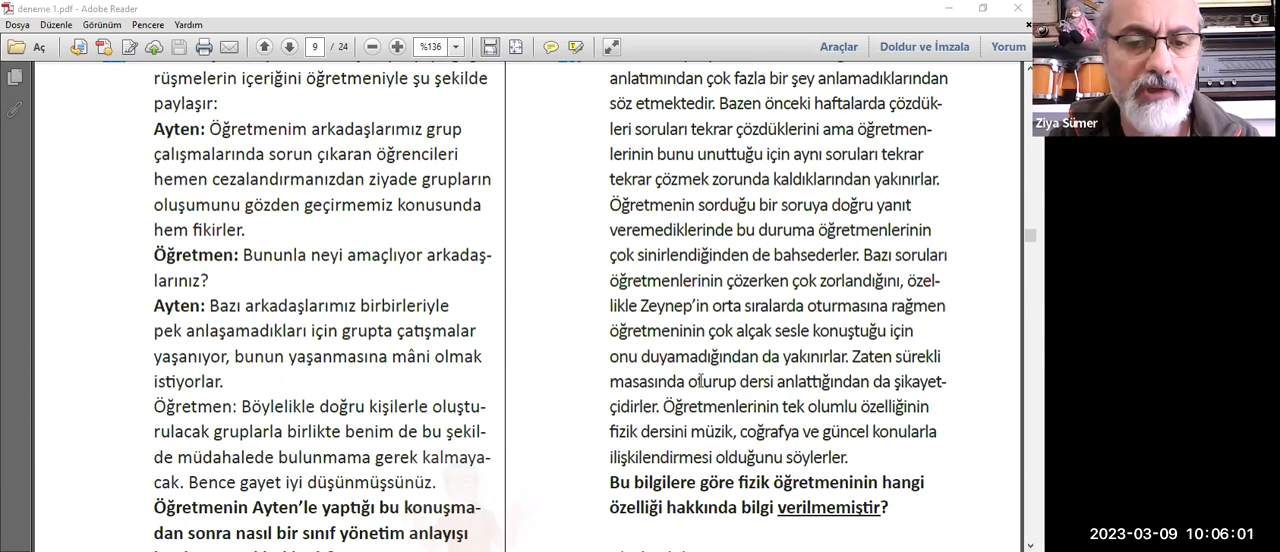 deneme 1.pdf - Adobe Reader
Dosya Düzenle Görünüm Pencere Yardım
Aç 9 / 24 %136 Araçlar Doldur ve İmzala Yorum
rüşmelerin içeriğini öğretmeniyle şu şekilde
paylaşır:
Ayten: Öğretmenim arkadaşlarımız grup
çalışmalarında sorun çıkaran öğrencileri
hemen cezalandırmanızdan ziyade grupların
oluşumunu gözden geçirmemiz konusunda
hem fikirler.
Öğretmen: Bununla neyi amaçlıyor arkadaş-
larınız?
Ayten: Bazı arkadaşlarımız birbirleriyle
pek anlaşamadıkları için grupta çatışmalar
yaşanıyor, bunun yaşanmasına mâni olmak
istiyorlar.
Öğretmen: Böylelikle doğru kişilerle oluştu-
rulacak gruplarla birlikte benim de bu şekil-
de müdahalede bulunmama gerek kalmaya-
cak. Bence gayet iyi düşünmüşsünüz.
Öğretmenin Ayten’le yaptığı bu konuşma-
dan sonra nasıl bir sınıf yönetim anlayışı
anlatımından çok fazla bir şey anlamadıklarından
söz etmektedir. Bazen önceki haftalarda çözdük-
leri soruları tekrar çözdüklerini ama öğretmen-
lerinin bunu unuttuğu için aynı soruları tekrar
tekrar çözmek zorunda kaldıklarından yakınırlar.
Öğretmenin sorduğu bir soruya doğru yanıt
veremediklerinde bu duruma öğretmenlerinin
çok sinirlendiğinden de bahsederler. Bazı soruları
öğretmenlerinin çözerken çok zorlandığını, özel-
likle Zeynep’in orta sıralarda oturmasına rağmen
öğretmeninin çok alçak sesle konuştuğu için
onu duyamadığından da yakınırlar. Zaten sürekli
masasında oturup dersi anlattığından da şikayet-
çidirler. Öğretmenlerinin tek olumlu özelliğinin
fizik dersini müzik, coğrafya ve güncel konularla
ilişkilendirmesi olduğunu söylerler.
Bu bilgilere göre fizik öğretmeninin hangi
özelliği hakkında bilgi verilmemiştir?
Ziya Sümer
2023-03-09 10:06:01